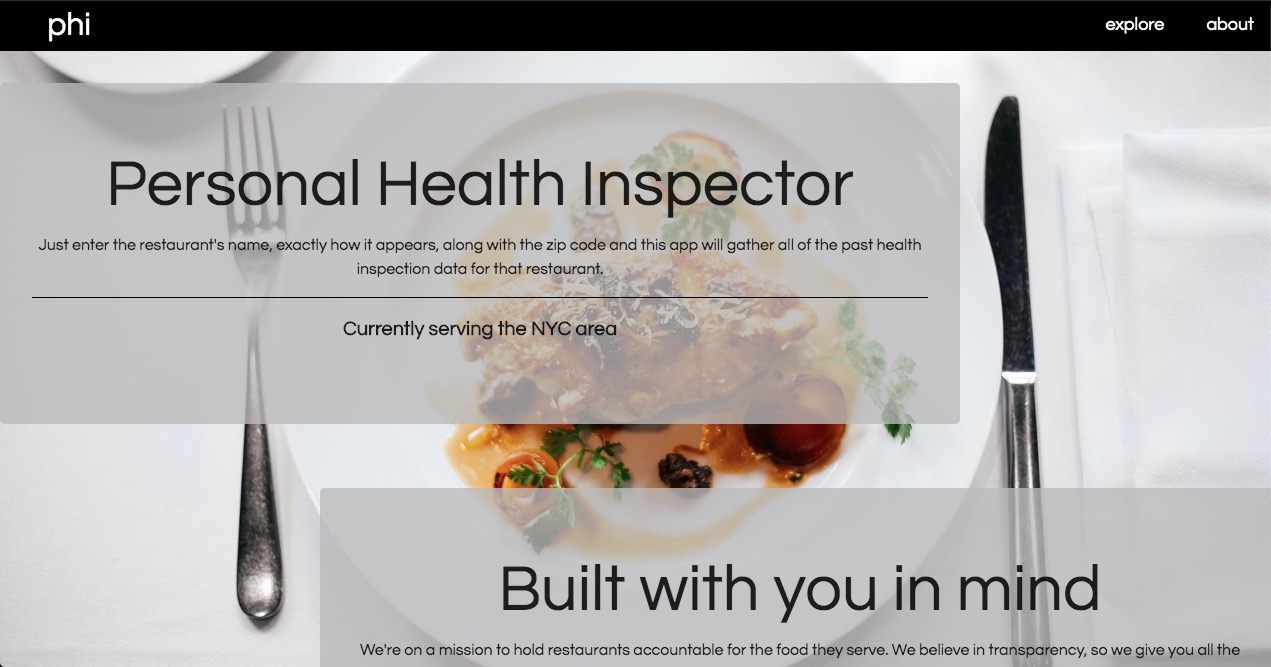 phi
explore about
Personal Health Inspector
Just enter the restaurant's name, exactly how it appears, along with the zip code and this app will gather all of the past health
inspection data for that restaurant.
Currently serving the NYC area
Built with you in mind
We're on a mission to hold restaurants accountable for the food they serve. We believe in transparency, so we give you all the